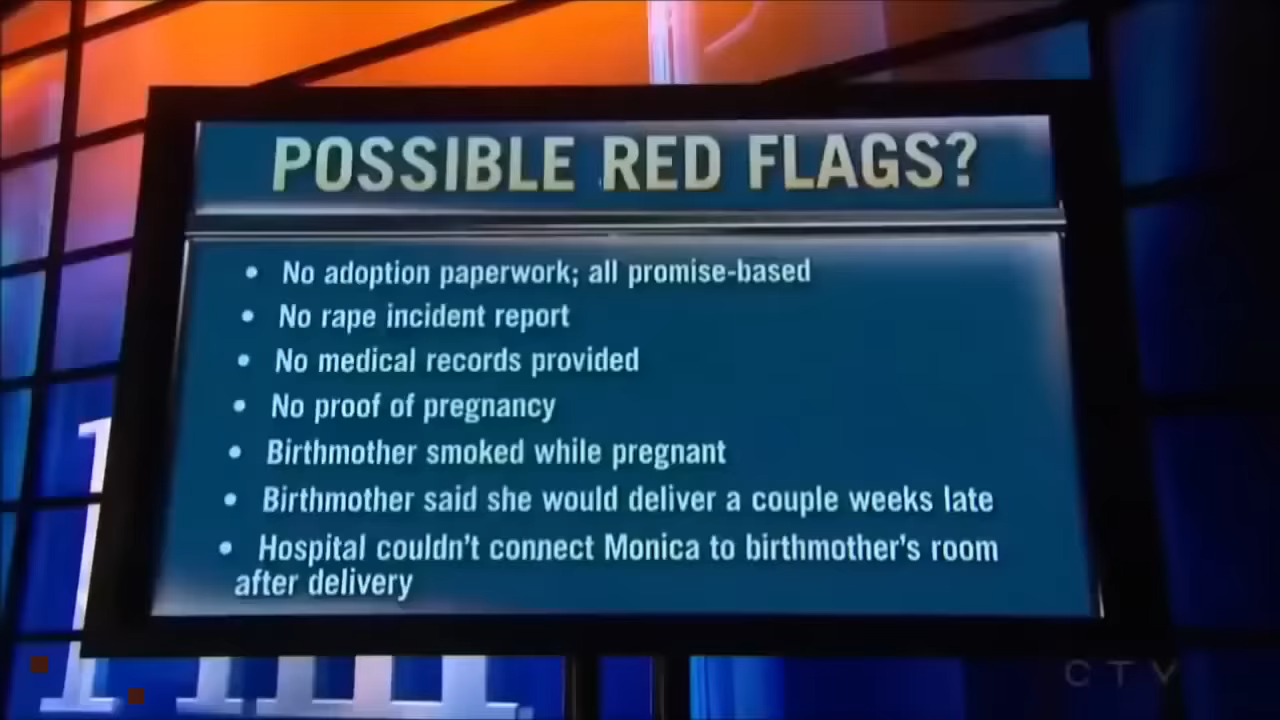 POSSIBLE RED FLAGS?
• No adoption paperwork; all promise-based
• No rape incident report
• No medical records provided
• No proof of pregnancy
• Birthmother smoked while pregnant
• Birthmother said she would deliver a couple weeks late
• Hospital couldn't connect Monica to birthmother's room
after delivery
CTV